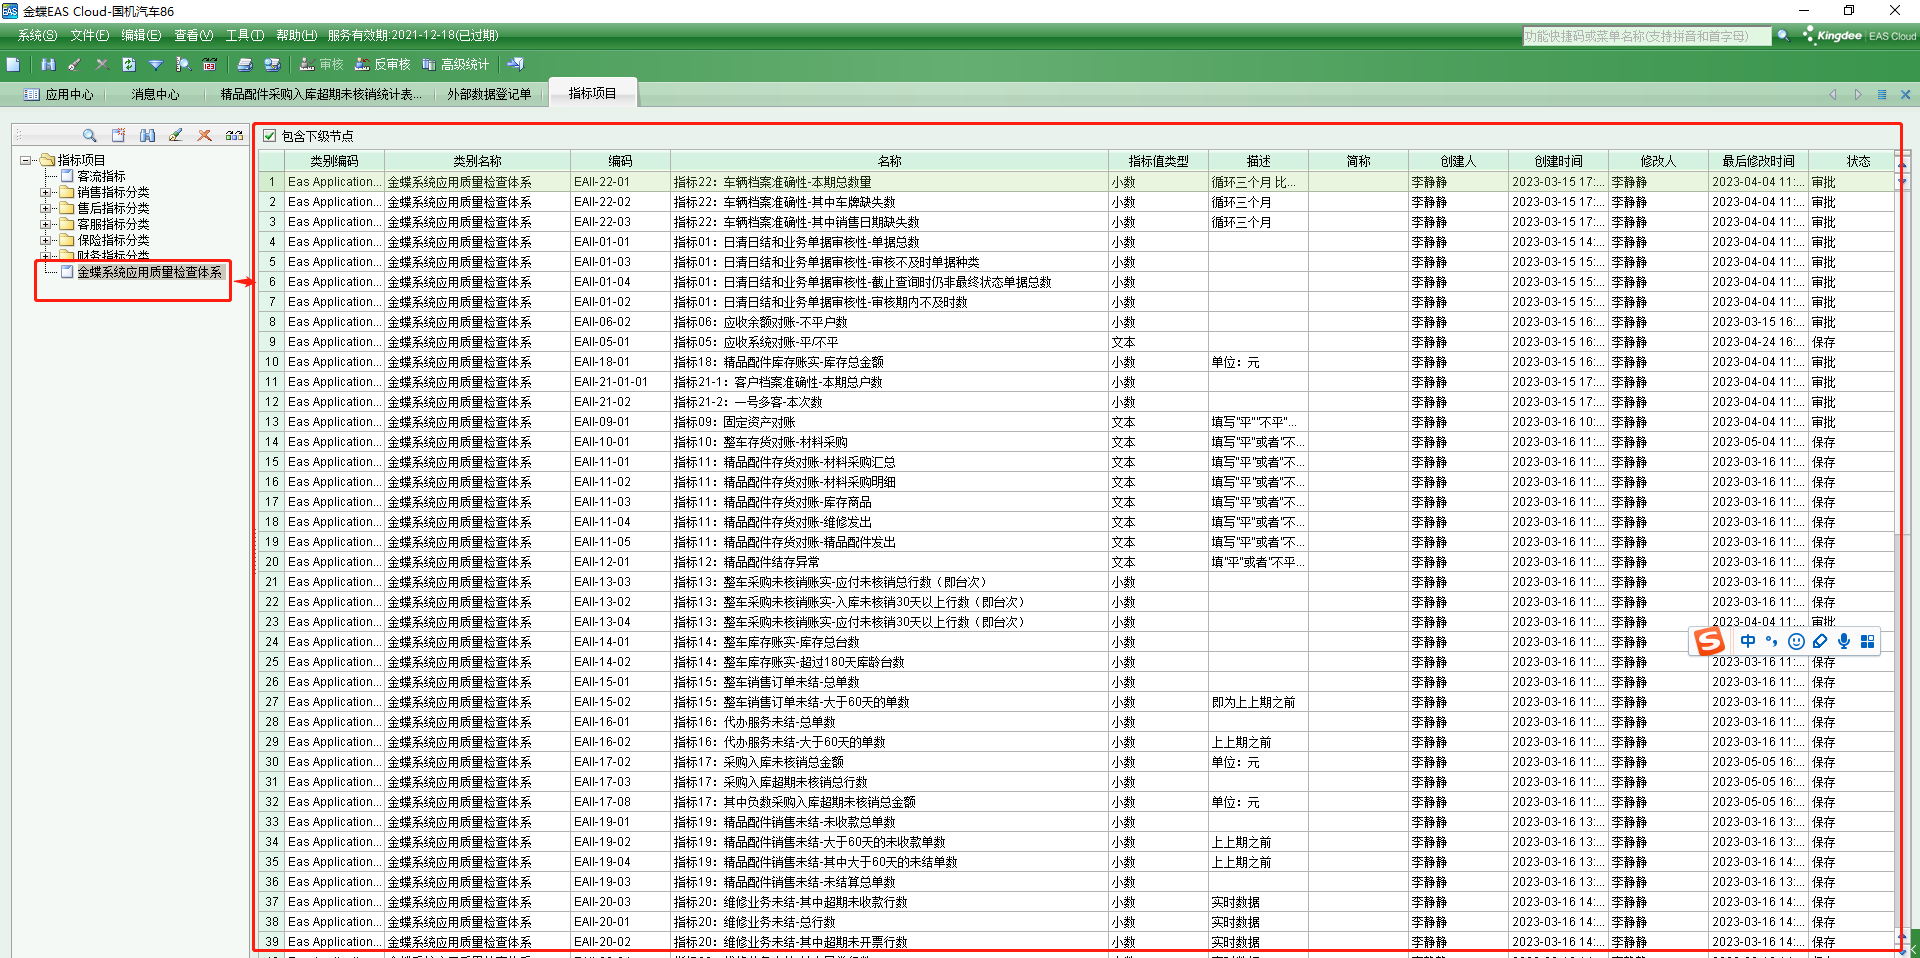 金蝶EAS Cloud-国机汽车86
系统(S) 文件(F) 编辑(E) 查看(V) 工具(T) 帮助(H) 服务有效期:2021-12-18(已过期) 功能快捷码或菜单名称(支持拼音和首字母) Kingdee EAS Cloud
审核 反审核 高级统计
应用中心 消息中心 精品配件采购入库超期未核销统计表... 外部数据登记单 指标项目
包含下级节点
指标项目
客流指标
销售指标分类
售后指标分类
客服指标分类
保险指标分类
财务指标分类
金蝶系统应用质量检查体系
类别编码 类别名称 编码 名称 指标值类型 描述 简称 创建人 创建时间 修改人 最后修改时间 状态
1 Eas Application... 金蝶系统应用质量检查体系 EAII-22-01 指标22：车辆档案准确性-本期总数量 小数 循环三个月 比... 李静静 2023-03-15 17:... 李静静 2023-04-04 11:... 审批
2 Eas Application... 金蝶系统应用质量检查体系 EAII-22-02 指标22：车辆档案准确性-其中车牌缺失数 小数 循环三个月 李静静 2023-03-15 17:... 李静静 2023-04-04 11:... 审批
3 Eas Application... 金蝶系统应用质量检查体系 EAII-22-03 指标22：车辆档案准确性-其中销售日期缺失数 小数 循环三个月 李静静 2023-03-15 17:... 李静静 2023-04-04 11:... 审批
4 Eas Application... 金蝶系统应用质量检查体系 EAII-01-01 指标01：日清日结和业务单据审核性-单据总数 小数 李静静 2023-03-15 14:... 李静静 2023-04-04 11:... 审批
5 Eas Application... 金蝶系统应用质量检查体系 EAII-01-03 指标01：日清日结和业务单据审核性-审核不及时单据种类 小数 李静静 2023-03-15 15:... 李静静 2023-04-04 11:... 审批
6 Eas Application... 金蝶系统应用质量检查体系 EAII-01-04 指标01：日清日结和业务单据审核性-截止查询时仍非最终状态单据总数 小数 李静静 2023-03-15 15:... 李静静 2023-04-04 11:... 审批
7 Eas Application... 金蝶系统应用质量检查体系 EAII-01-02 指标01：日清日结和业务单据审核性-审核期内不及时数 小数 李静静 2023-03-15 15:... 李静静 2023-04-04 11:... 审批
8 Eas Application... 金蝶系统应用质量检查体系 EAII-06-02 指标06：应收余额对账-不平户数 小数 李静静 2023-03-15 16:... 李静静 2023-03-15 16:... 审批
9 Eas Application... 金蝶系统应用质量检查体系 EAII-05-01 指标05：应收系统对账-平/不平 文本 李静静 2023-03-15 16:... 李静静 2023-04-24 16:... 保存
10 Eas Application... 金蝶系统应用质量检查体系 EAII-18-01 指标18：精品配件库存账实-库存总金额 小数 单位：元 李静静 2023-03-15 16:... 李静静 2023-04-04 11:... 审批
11 Eas Application... 金蝶系统应用质量检查体系 EAII-21-01-01 指标21-1：客户档案准确性-本期总户数 小数 李静静 2023-03-15 17:... 李静静 2023-04-04 11:... 审批
12 Eas Application... 金蝶系统应用质量检查体系 EAII-21-02 指标21-2：一号多客-本次数 小数 李静静 2023-03-15 17:... 李静静 2023-04-04 11:... 审批
13 Eas Application... 金蝶系统应用质量检查体系 EAII-09-01 指标09：固定资产对账 文本 填写"平""不平"... 李静静 2023-03-16 10:... 李静静 2023-04-04 11:... 审批
14 Eas Application... 金蝶系统应用质量检查体系 EAII-10-01 指标10：整车存货对账-材料采购 文本 填写"平"或者"不... 李静静 2023-03-16 11:... 李静静 2023-05-04 11:... 保存
15 Eas Application... 金蝶系统应用质量检查体系 EAII-11-01 指标11：精品配件存货对账-材料采购汇总 文本 填写"平"或者"不... 李静静 2023-03-16 11:... 李静静 2023-03-16 11:... 保存
16 Eas Application... 金蝶系统应用质量检查体系 EAII-11-02 指标11：精品配件存货对账-材料采购明细 文本 填写"平"或者"不... 李静静 2023-03-16 11:... 李静静 2023-03-16 11:... 保存
17 Eas Application... 金蝶系统应用质量检查体系 EAII-11-03 指标11：精品配件存货对账-库存商品 文本 填写"平"或者"不... 李静静 2023-03-16 11:... 李静静 2023-03-16 11:... 保存
18 Eas Application... 金蝶系统应用质量检查体系 EAII-11-04 指标11：精品配件存货对账-维修发出 文本 填写"平"或者"不... 李静静 2023-03-16 11:... 李静静 2023-03-16 11:... 保存
19 Eas Application... 金蝶系统应用质量检查体系 EAII-11-05 指标11：精品配件存货对账-精品配件发出 文本 填写"平"或者"不... 李静静 2023-03-16 11:... 李静静 2023-03-16 11:... 保存
20 Eas Application... 金蝶系统应用质量检查体系 EAII-12-01 指标12：精品配件结存异常 文本 填"平"或者"不平... 李静静 2023-03-16 11:... 李静静 2023-03-16 11:... 保存
21 Eas Application... 金蝶系统应用质量检查体系 EAII-13-03 指标13：整车采购未核销账实-应付未核销总行数（即台次） 小数 李静静 2023-03-16 11:... 李静静 2023-03-16 11:... 保存
22 Eas Application... 金蝶系统应用质量检查体系 EAII-13-02 指标13：整车采购未核销账实-入库未核销30天以上行数（即台次） 小数 李静静 2023-03-16 11:... 李静静 2023-03-16 11:... 保存
23 Eas Application... 金蝶系统应用质量检查体系 EAII-13-04 指标13：整车采购未核销账实-应付未核销30天以上行数（即台次） 小数 李静静 2023-03-16 11:... 李静静 2023-04-04 11:... 审批
24 Eas Application... 金蝶系统应用质量检查体系 EAII-14-01 指标14：整车库存账实-库存总台数 小数 李静静 2023-03-16 11:... 李静静 中
25 Eas Application... 金蝶系统应用质量检查体系 EAII-14-02 指标14：整车库存账实-超过180天库龄台数 小数 李静静 2023-03-16 11:... 李静静 2023-03-16 11:... 保存
26 Eas Application... 金蝶系统应用质量检查体系 EAII-15-01 指标15：整车销售订单未结-总单数 小数 李静静 2023-03-16 11:... 李静静 2023-03-16 11:... 保存
27 Eas Application... 金蝶系统应用质量检查体系 EAII-15-02 指标15：整车销售订单未结-大于60天的单数 小数 即为上上期之前 李静静 2023-03-16 11:... 李静静 2023-03-16 11:... 保存
28 Eas Application... 金蝶系统应用质量检查体系 EAII-16-01 指标16：代办服务未结-总单数 小数 李静静 2023-03-16 11:... 李静静 2023-03-16 11:... 保存
29 Eas Application... 金蝶系统应用质量检查体系 EAII-16-02 指标16：代办服务未结-大于60天的单数 小数 上上期之前 李静静 2023-03-16 11:... 李静静 2023-03-16 11:... 保存
30 Eas Application... 金蝶系统应用质量检查体系 EAII-17-02 指标17：采购入库未核销总金额 小数 单位：元 李静静 2023-03-16 11:... 李静静 2023-05-05 16:... 保存
31 Eas Application... 金蝶系统应用质量检查体系 EAII-17-03 指标17：采购入库超期未核销总行数 小数 李静静 2023-03-16 11:... 李静静 2023-05-05 16:... 保存
32 Eas Application... 金蝶系统应用质量检查体系 EAII-17-08 指标17：其中负数采购入库超期未核销总金额 小数 单位：元 李静静 2023-03-16 11:... 李静静 2023-05-05 16:... 保存
33 Eas Application... 金蝶系统应用质量检查体系 EAII-19-01 指标19：精品配件销售未结-未收款总单数 小数 李静静 2023-03-16 13:... 李静静 2023-03-16 13:... 保存
34 Eas Application... 金蝶系统应用质量检查体系 EAII-19-02 指标19：精品配件销售未结-大于60天的未收款单数 小数 上上期之前 李静静 2023-03-16 13:... 李静静 2023-03-16 13:... 保存
35 Eas Application... 金蝶系统应用质量检查体系 EAII-19-04 指标19：精品配件销售未结-其中大于60天的未结单数 小数 上上期之前 李静静 2023-03-16 13:... 李静静 2023-03-16 14:... 保存
36 Eas Application... 金蝶系统应用质量检查体系 EAII-19-03 指标19：精品配件销售未结-未结算总单数 小数 李静静 2023-03-16 13:... 李静静 2023-03-16 13:... 保存
37 Eas Application... 金蝶系统应用质量检查体系 EAII-20-03 指标20：维修业务未结-其中超期未收款行数 小数 实时数据 李静静 2023-03-16 14:... 李静静 2023-03-16 14:... 保存
38 Eas Application... 金蝶系统应用质量检查体系 EAII-20-01 指标20：维修业务未结-总行数 小数 实时数据 李静静 2023-03-16 14:... 李静静 2023-03-16 14:... 保存
39 Eas Application... 金蝶系统应用质量检查体系 EAII-20-02 指标20：维修业务未结-其中超期未开票行数 小数 实时数据 李静静 2023-03-16 14:... 李静静 2023-03-16 14:... 保存